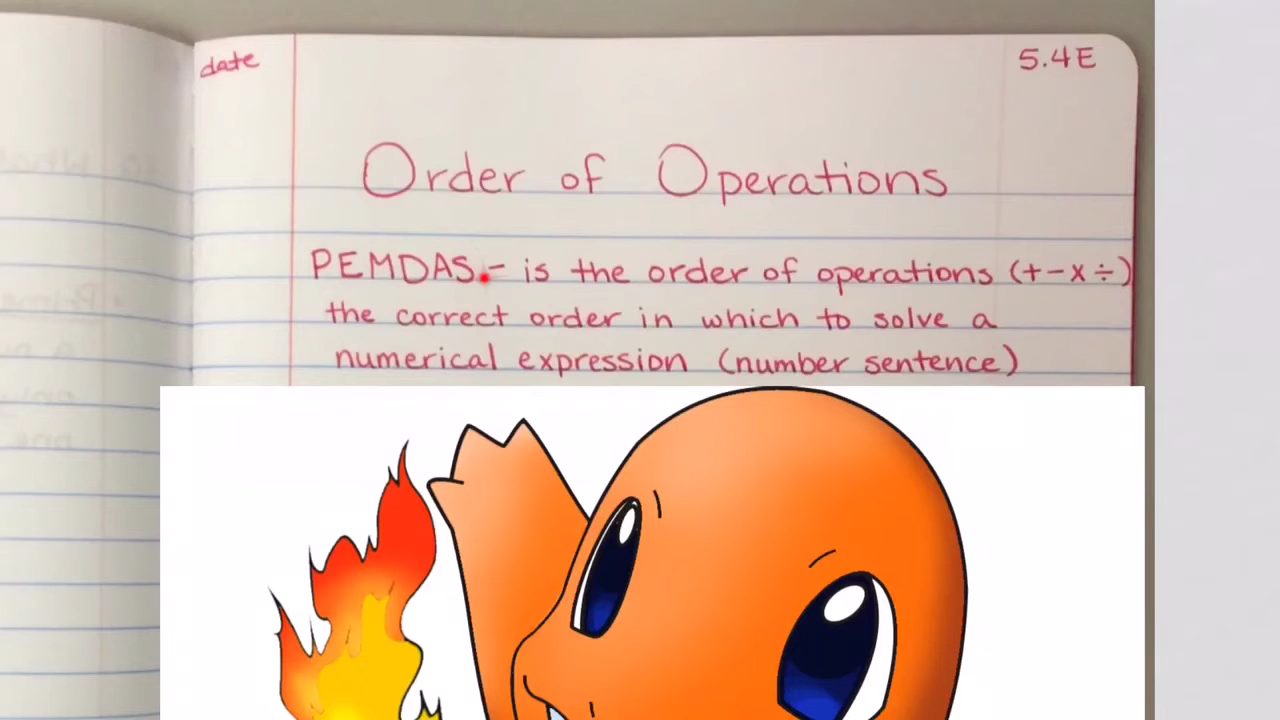 date
5.4E
Order of Operations
PEMDAS - is the order of operations (+-x÷)
the correct order in which to solve a
numerical expression (number sentence)